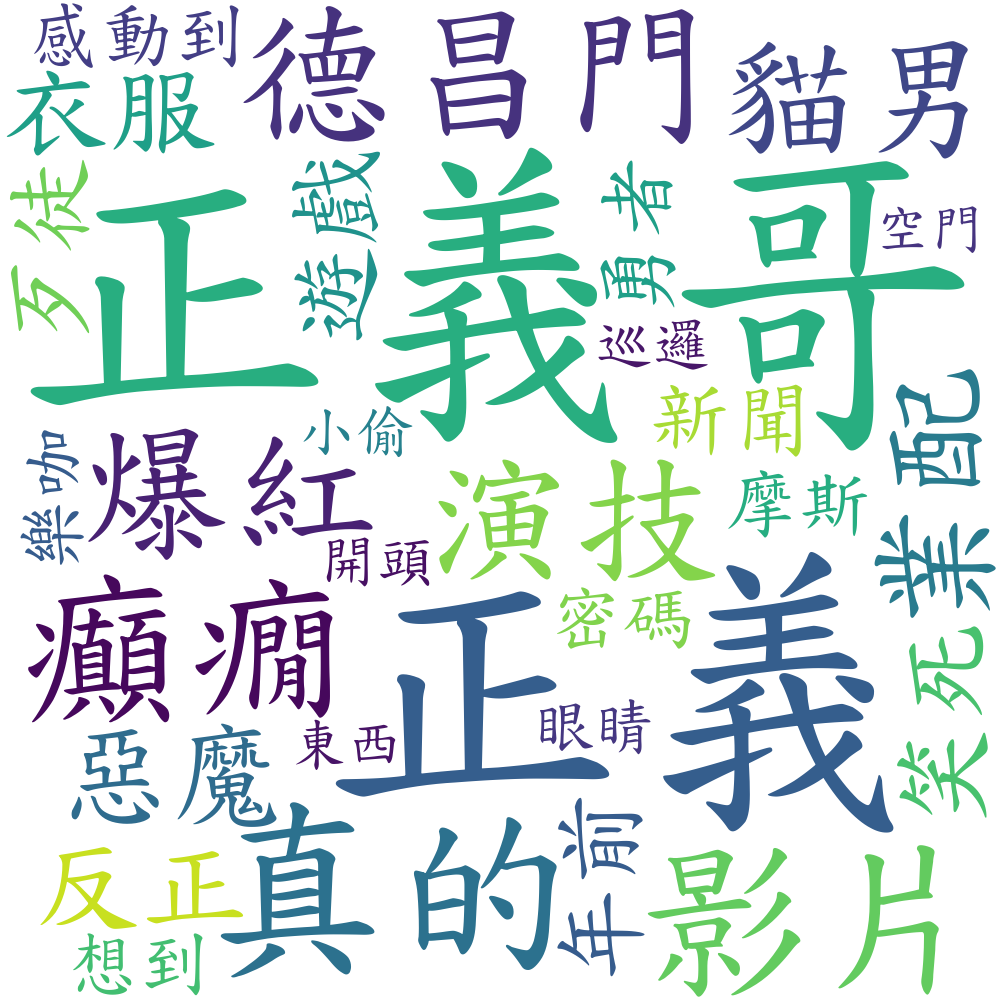 感動到
德昌門
貓男
衣服
歹徒
正義哥
遊戲
勇者
空門
巡邏
新聞
小偷
業配
樂咖
爆紅
演技
摩斯
開頭
密碼
癲癇
正義
笑死
東西
眼睛
惡魔
真的
年前
影片
反正
想到